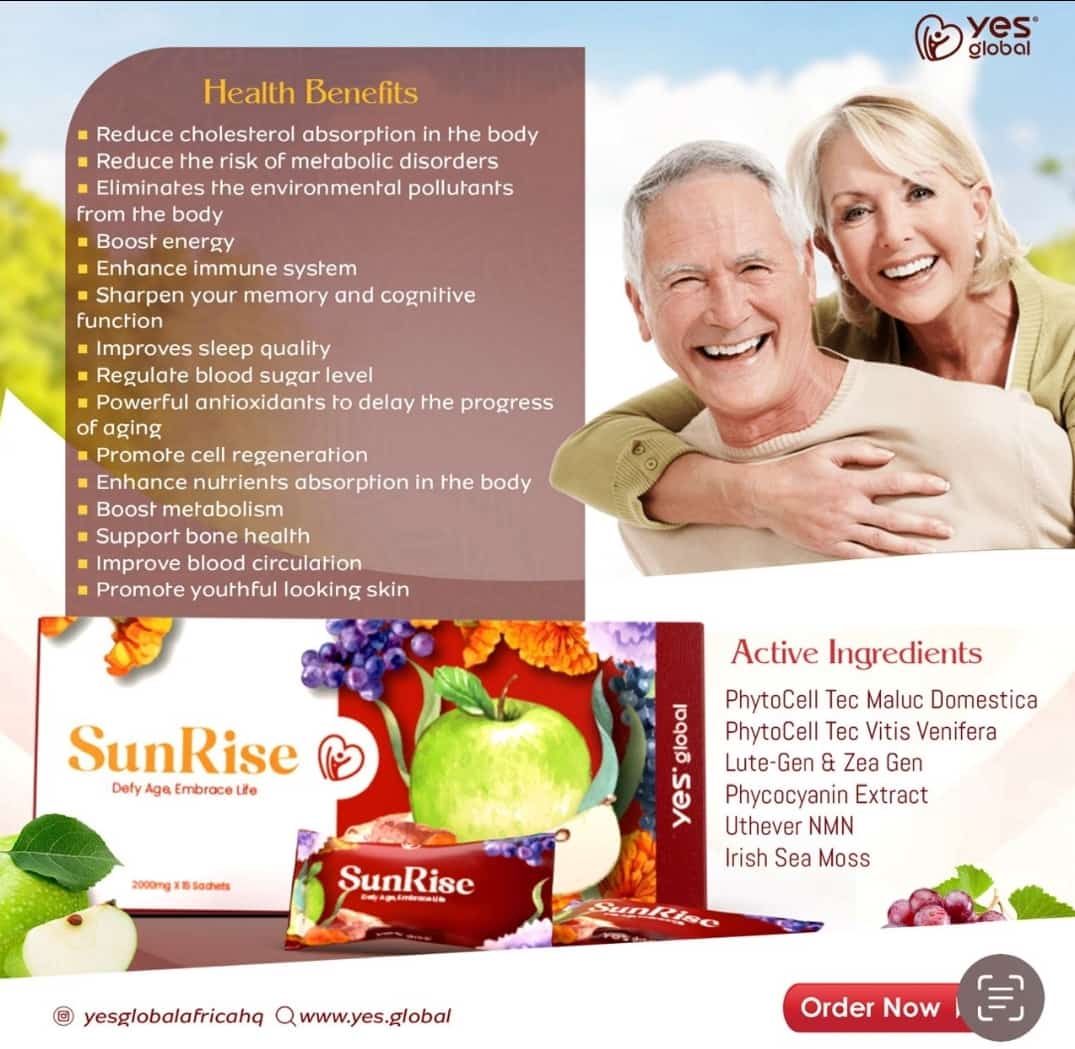 yes®
global
Health Benefits
▪ Reduce cholesterol absorption in the body
▪ Reduce the risk of metabolic disorders
▪ Eliminates the environmental pollutants
from the body
▪ Boost energy
▪ Enhance immune system
▪ Sharpen your memory and cognitive
function
▪ Improves sleep quality
▪ Regulate blood sugar level
▪ Powerful antioxidants to delay the progress
of aging
▪ Promote cell regeneration
▪ Enhance nutrients absorption in the body
▪ Boost metabolism
▪ Support bone health
▪ Improve blood circulation
▪ Promote youthful looking skin
SunRise
Defy Age, Embrace Life
2000mg X 15 Sachets
yes® global
SunRise
Defy Age, Embrace Life
SunRise
Active Ingredients
PhytoCell Tec Maluc Domestica
PhytoCell Tec Vitis Venifera
Lute-Gen & Zea Gen
Phycocyanin Extract
Uthever NMN
Irish Sea Moss
yesglobalafricahq www.yes.global
Order Now